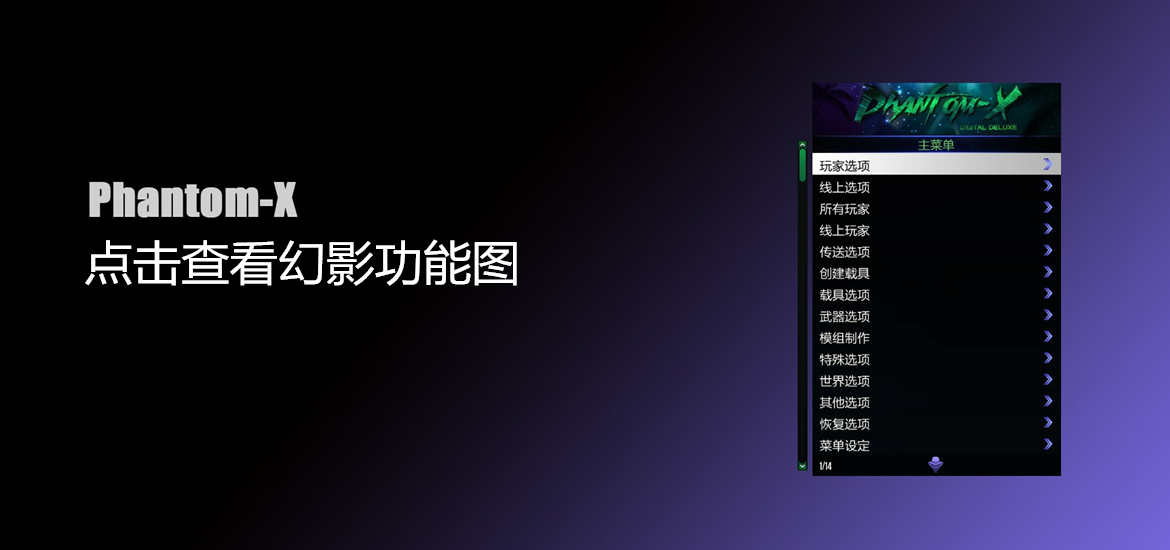 Phantom-X
点击查看幻影功能图
PHANTOM-X
DIGITAL DELUXE
主菜单
玩家选项
线上选项
所有玩家
线上玩家
传送选项
创建载具
载具选项
武器选项
模组制作
特殊选项
世界选项
其他选项
恢复选项
菜单设定
1/14